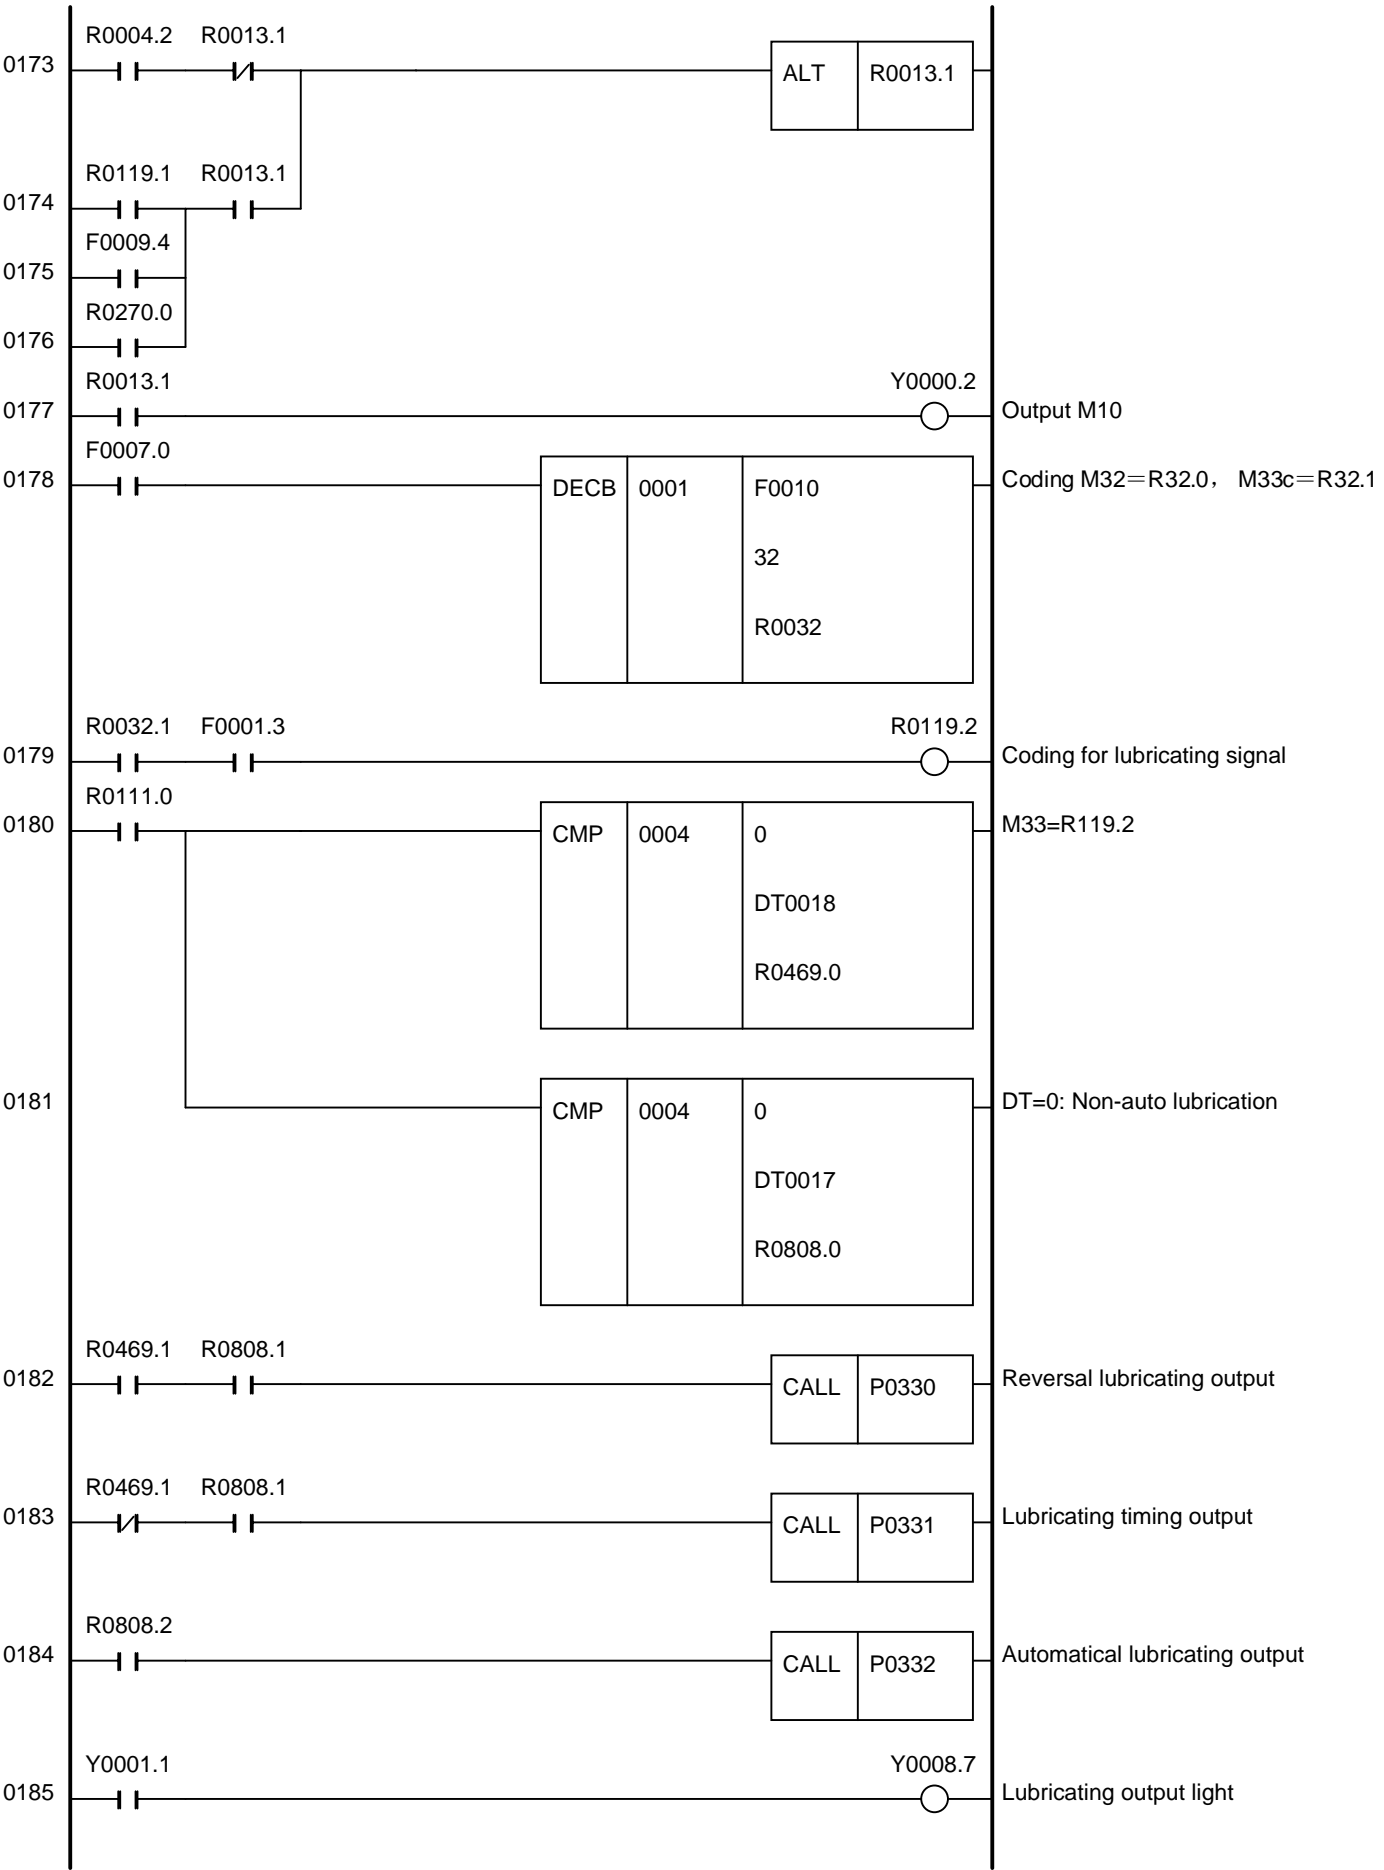 R0004.2 R0013.1
0173 ALT R0013.1
R0119.1 R0013.1
0174
F0009.4
0175
R0270.0
0176
R0013.1 Y0000.2
0177 Output M10
F0007.0
0178 DECB 0001 F0010 Coding M32＝R32.0， M33c＝R32.1
32
R0032
R0032.1 F0001.3 R0119.2
0179 Coding for lubricating signal
R0111.0
0180 CMP 0004 0 M33=R119.2
DT0018
R0469.0
0181 CMP 0004 0 DT=0: Non-auto lubrication
DT0017
R0808.0
R0469.1 R0808.1
0182 CALL P0330 Reversal lubricating output
R0469.1 R0808.1
0183 CALL P0331 Lubricating timing output
R0808.2
0184 CALL P0332 Automatical lubricating output
Y0001.1 Y0008.7
0185 Lubricating output light